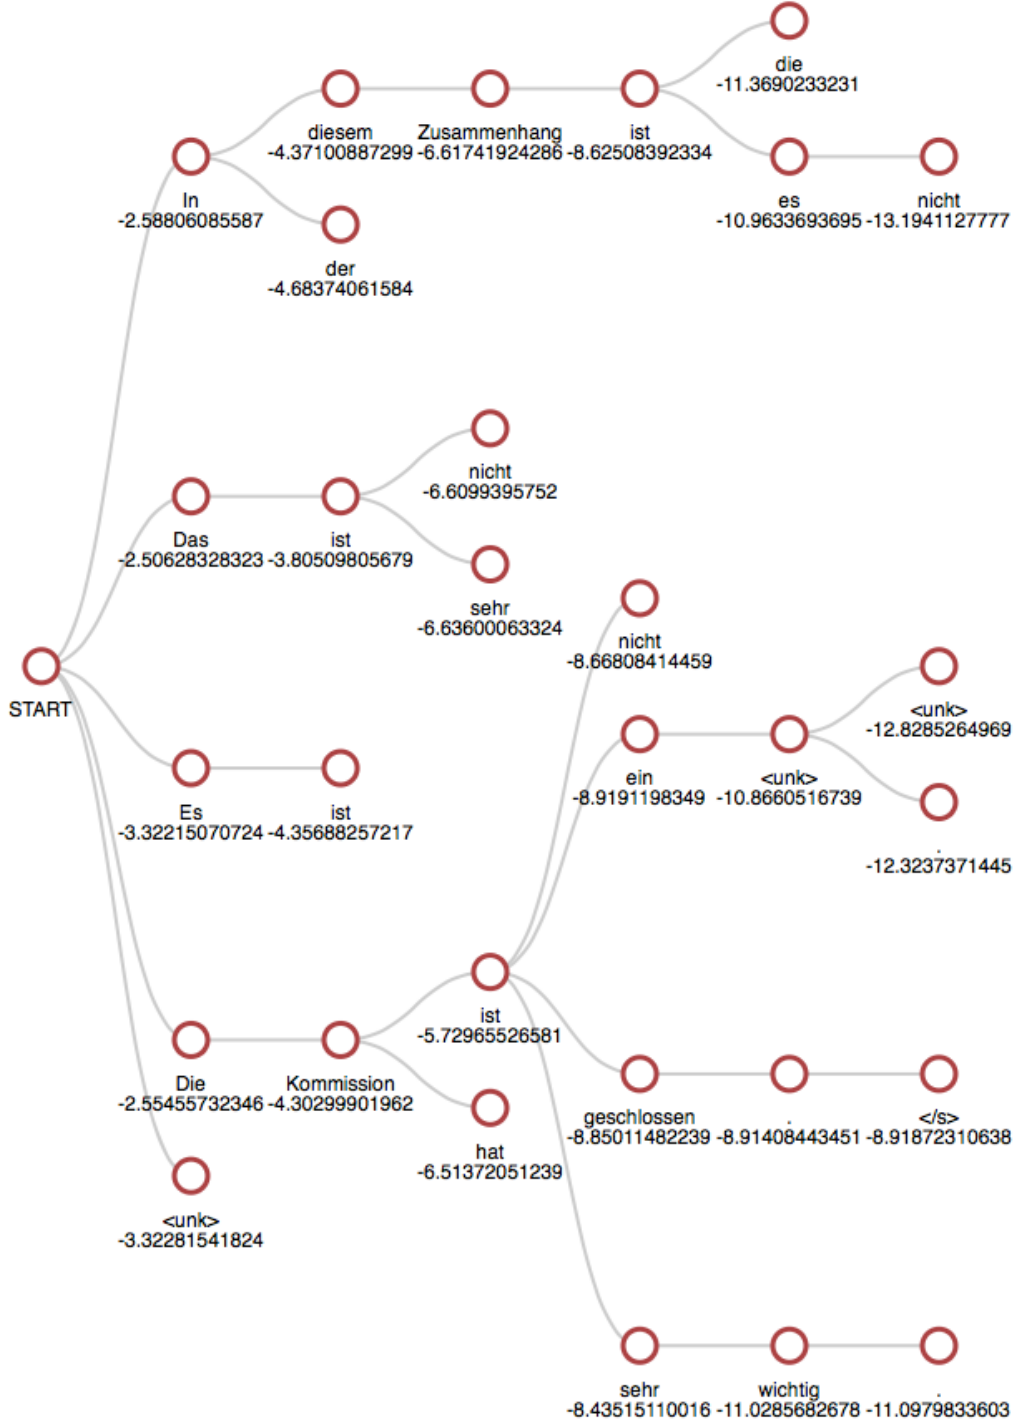 die
-11.3690233231
diesem Zusammenhang ist
-4.37100887299 -6.61741924286 -8.62508392334
In es nicht
-2.58806085587 -10.9633693695 -13.1941127777
der
-4.68374061584
nicht
-6.6099395752
Das ist
-2.50628328323 -3.80509805679
sehr
-6.63600063324
nicht
-8.66808414459
START <unk>
-12.8285264969
ein <unk>
-8.9191198349 -10.8660516739
Es ist
-3.32215070724 -4.35688257217
.
-12.3237371445
ist
-5.72965526581
Die Kommission
-2.55455732346 -4.30299901962
geschlossen . </s>
-8.85011482239 -8.91408443451 -8.91872310638
hat
-6.51372051239
<unk>
-3.32281541824
sehr wichtig .
-8.43515110016 -11.0285682678 -11.0979833603